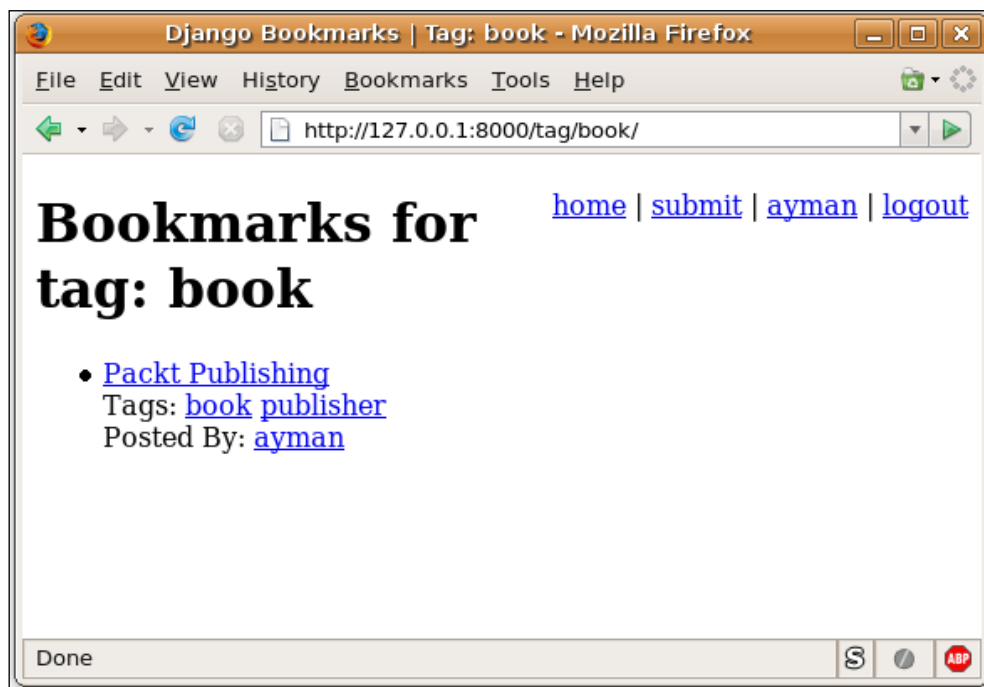 Django Bookmarks | Tag: book - Mozilla Firefox
File Edit View History Bookmarks Tools Help
http://127.0.0.1:8000/tag/book/
home | submit | ayman | logout
Bookmarks for
tag: book
Packt Publishing
Tags: book publisher
Posted By: ayman
Done
S
ABP